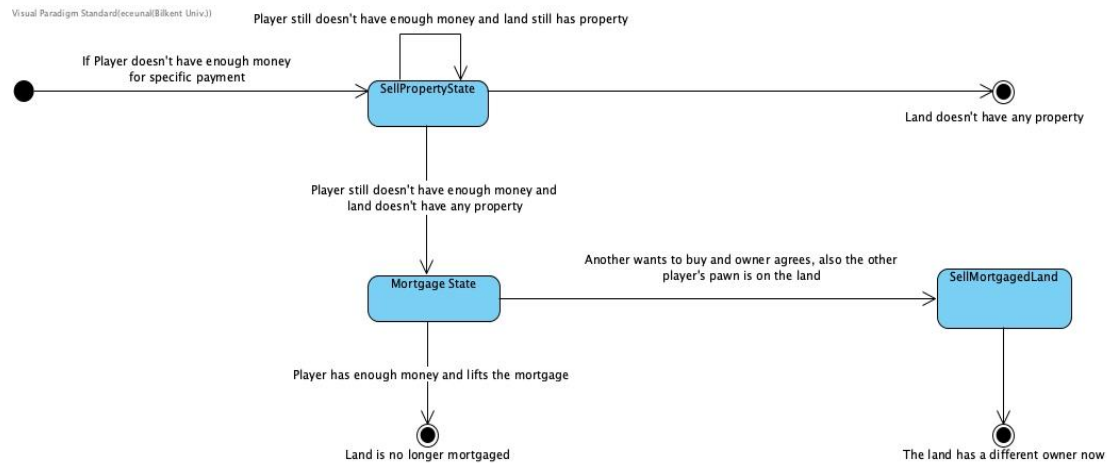 Visual Paradigm Standard(eceunal(Bilkent Univ.))
Player still doesn't have enough money and land still has property
If Player doesn't have enough money
for specific payment
SellPropertyState
Land doesn't have any property
Player still doesn't have enough money and
land doesn't have any property
Another wants to buy and owner agrees, also the other
player's pawn is on the land
Mortgage State
SellMortgagedLand
Player has enough money and lifts the mortgage
Land is no longer mortgaged
The land has a different owner now